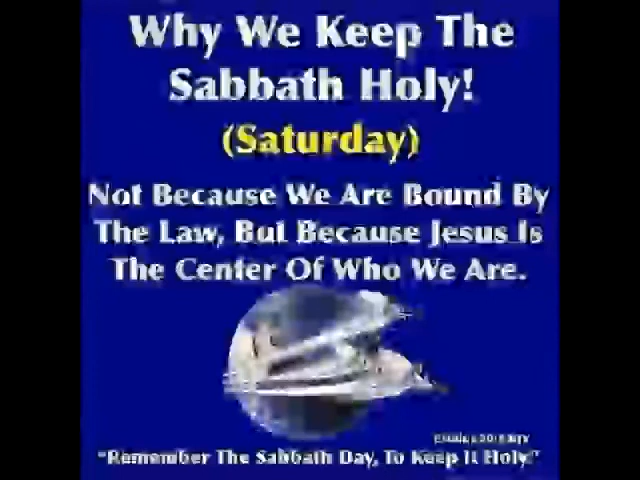 Why We Keep The
Sabbath Holy!
(Saturday)
Not Because We Are Bound By
The Law, But Because Jesus Is
The Center Of Who We Are.
"Remember The Sabbath Day, To Keep It Holy."